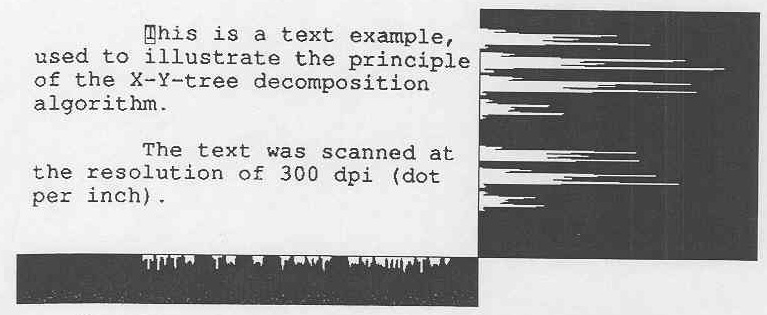 This is a text example,
used to illustrate the principle
of the X-Y-tree decomposition
algorithm.
The text was scanned at
the resolution of 300 dpi (dot
per inch).